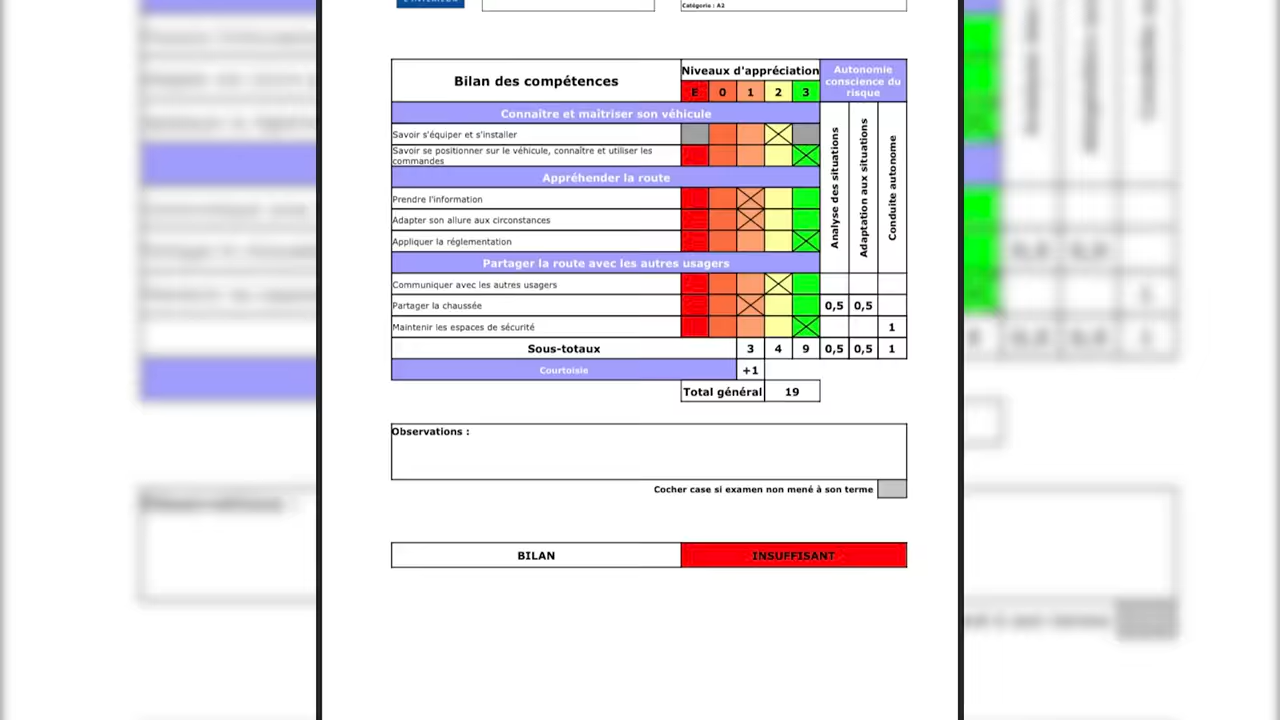 Catégorie : A2
Bilan des compétences
Niveaux d'appréciation
Autonomie
conscience du
risque
E 0 1 2 3
Connaître et maîtriser son véhicule
Analyse des situations
Adaptation aux situations
Conduite autonome
Savoir s'équiper et s'installer
Savoir se positionner sur le véhicule, connaître et utiliser les
commandes
Appréhender la route
Prendre l'information
Adapter son allure aux circonstances
Appliquer la réglementation
Partager la route avec les autres usagers
Communiquer avec les autres usagers
Partager la chaussée 0,5 0,5
Maintenir les espaces de sécurité 1
Sous-totaux 3 4 9 0,5 0,5 1
Courtoisie +1
Total général 19
Observations :
Cocher case si examen non mené à son terme
BILAN INSUFFISANT